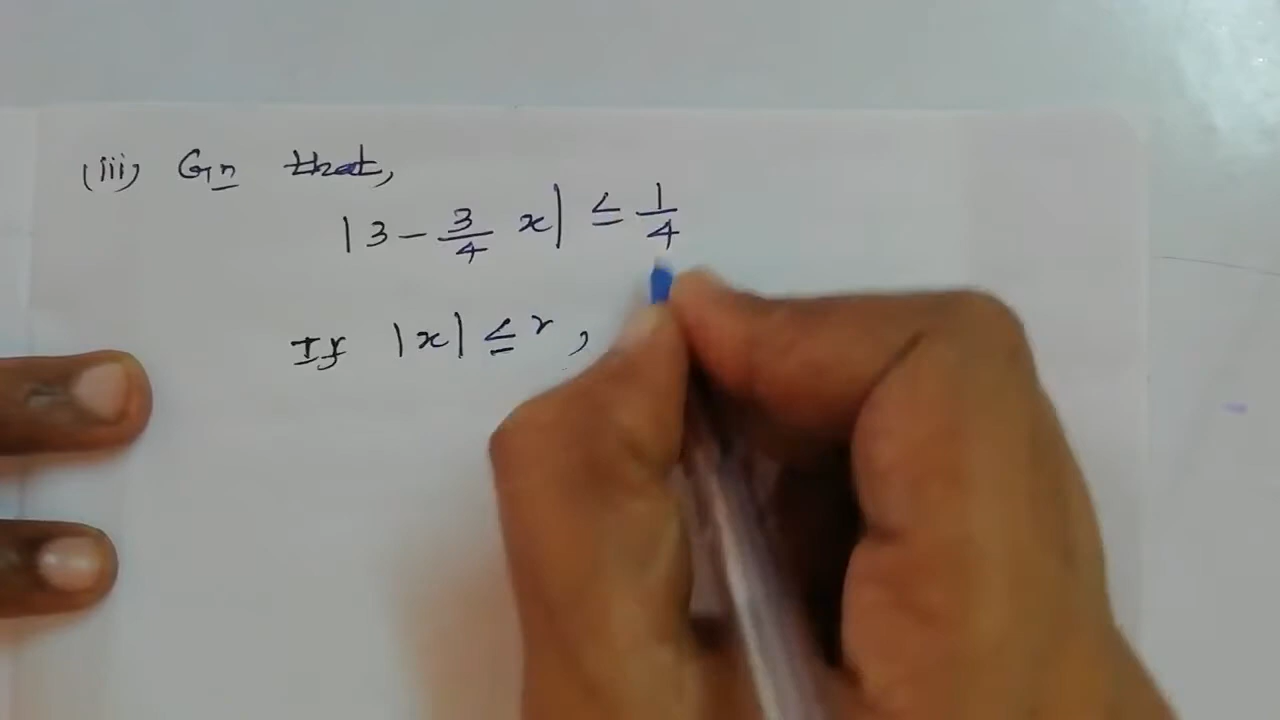 (iii) Gn that,
|3 - 3/4 x| ≤ 1/4
If |x| ≤ r,